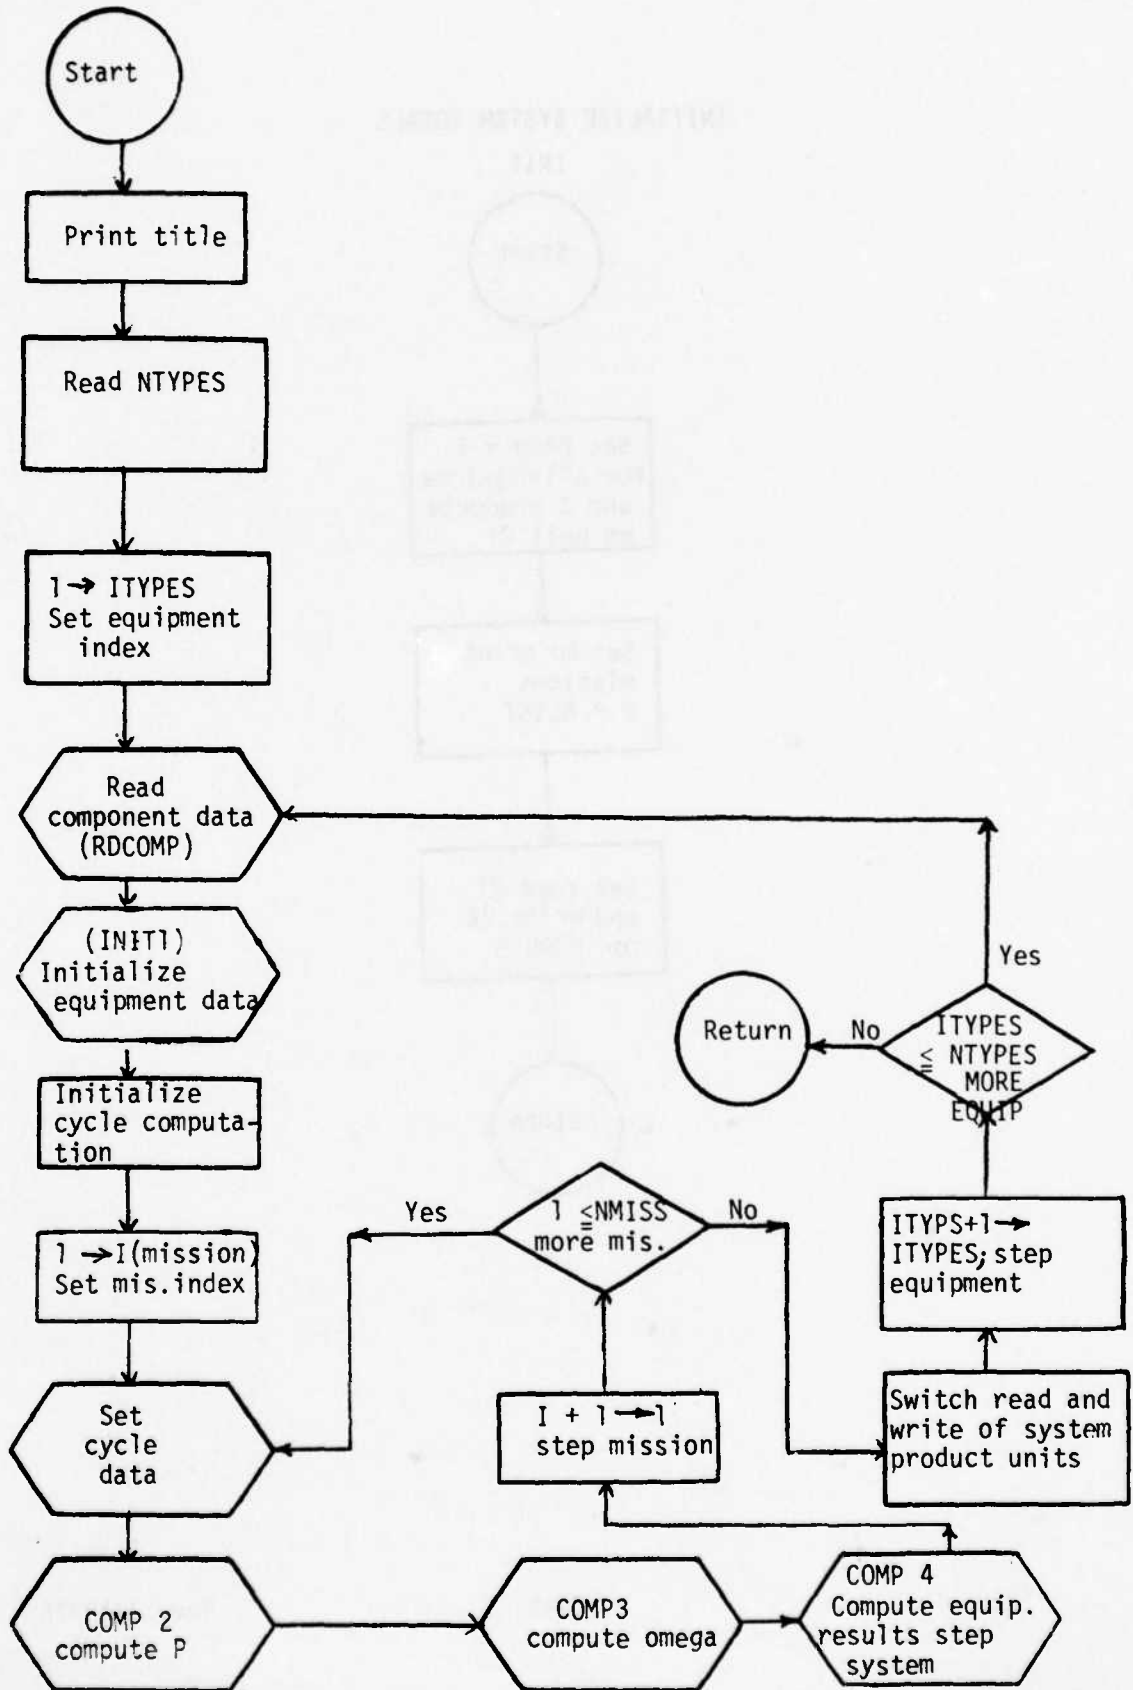 Start
Print title
Read NTYPES
1 → ITYPES
Set equipment
index
Read
component data
(RDCOMP)
(INIT1)
Initialize
equipment data
Initialize
cycle computa-
tion
1 → I(mission)
Set mis.index
Set
cycle
data
COMP 2
compute P
COMP3
compute omega
COMP 4
Compute equip.
results step
system
I + 1 → 1
step mission
1 ≤NMISS
more mis.
Yes
No
Switch read and
write of system
product units
ITYPS+1 →
ITYPES; step
equipment
ITYPES
≤ NTYPES
MORE
EQUIP
Yes
No
Return